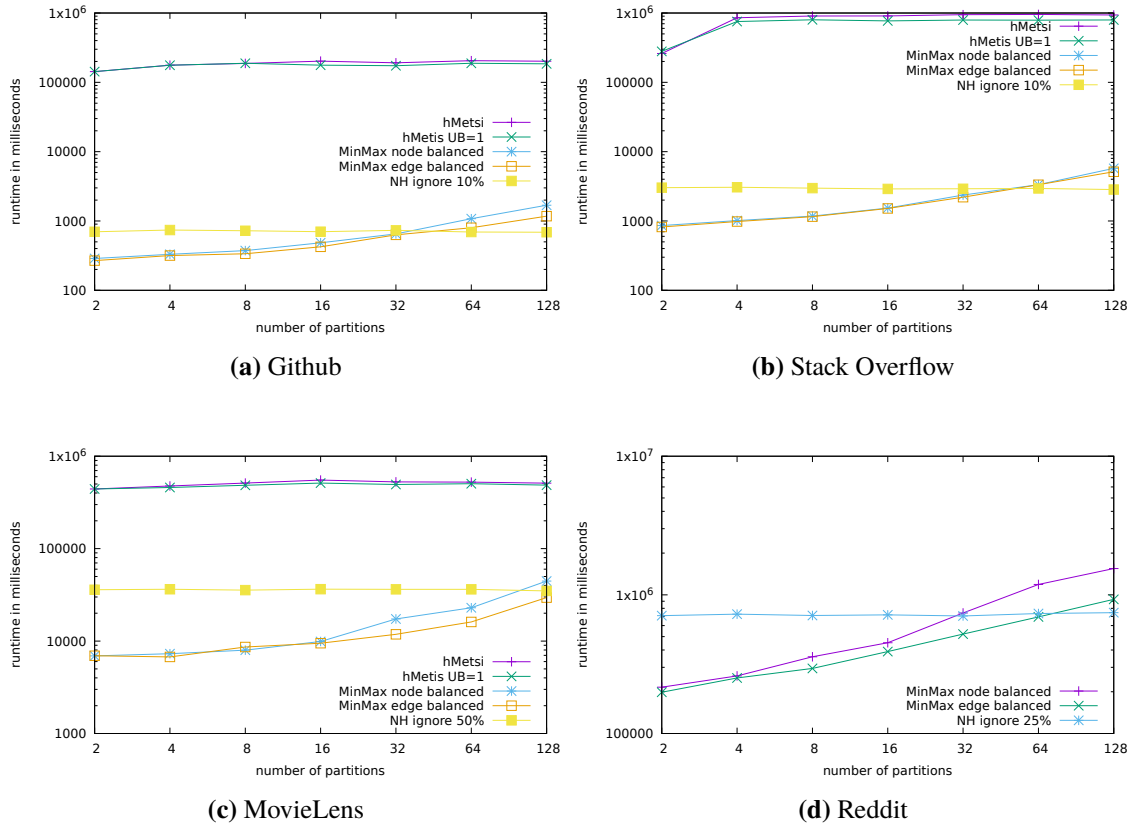 1x10^6
100000
10000
1000
100
runtime in milliseconds
hMetsi
hMetis UB=1
MinMax node balanced
MinMax edge balanced
NH ignore 10%
2 4 8 16 32 64 128
number of partitions
(a) Github
1x10^6
100000
10000
1000
100
runtime in milliseconds
hMetsi
hMetis UB=1
MinMax node balanced
MinMax edge balanced
NH ignore 10%
2 4 8 16 32 64 128
number of partitions
(b) Stack Overflow
1x10^6
100000
10000
1000
runtime in milliseconds
hMetsi
hMetis UB=1
MinMax node balanced
MinMax edge balanced
NH ignore 50%
2 4 8 16 32 64 128
number of partitions
(c) MovieLens
1x10^7
1x10^6
100000
runtime in milliseconds
MinMax node balanced
MinMax edge balanced
NH ignore 25%
2 4 8 16 32 64 128
number of partitions
(d) Reddit